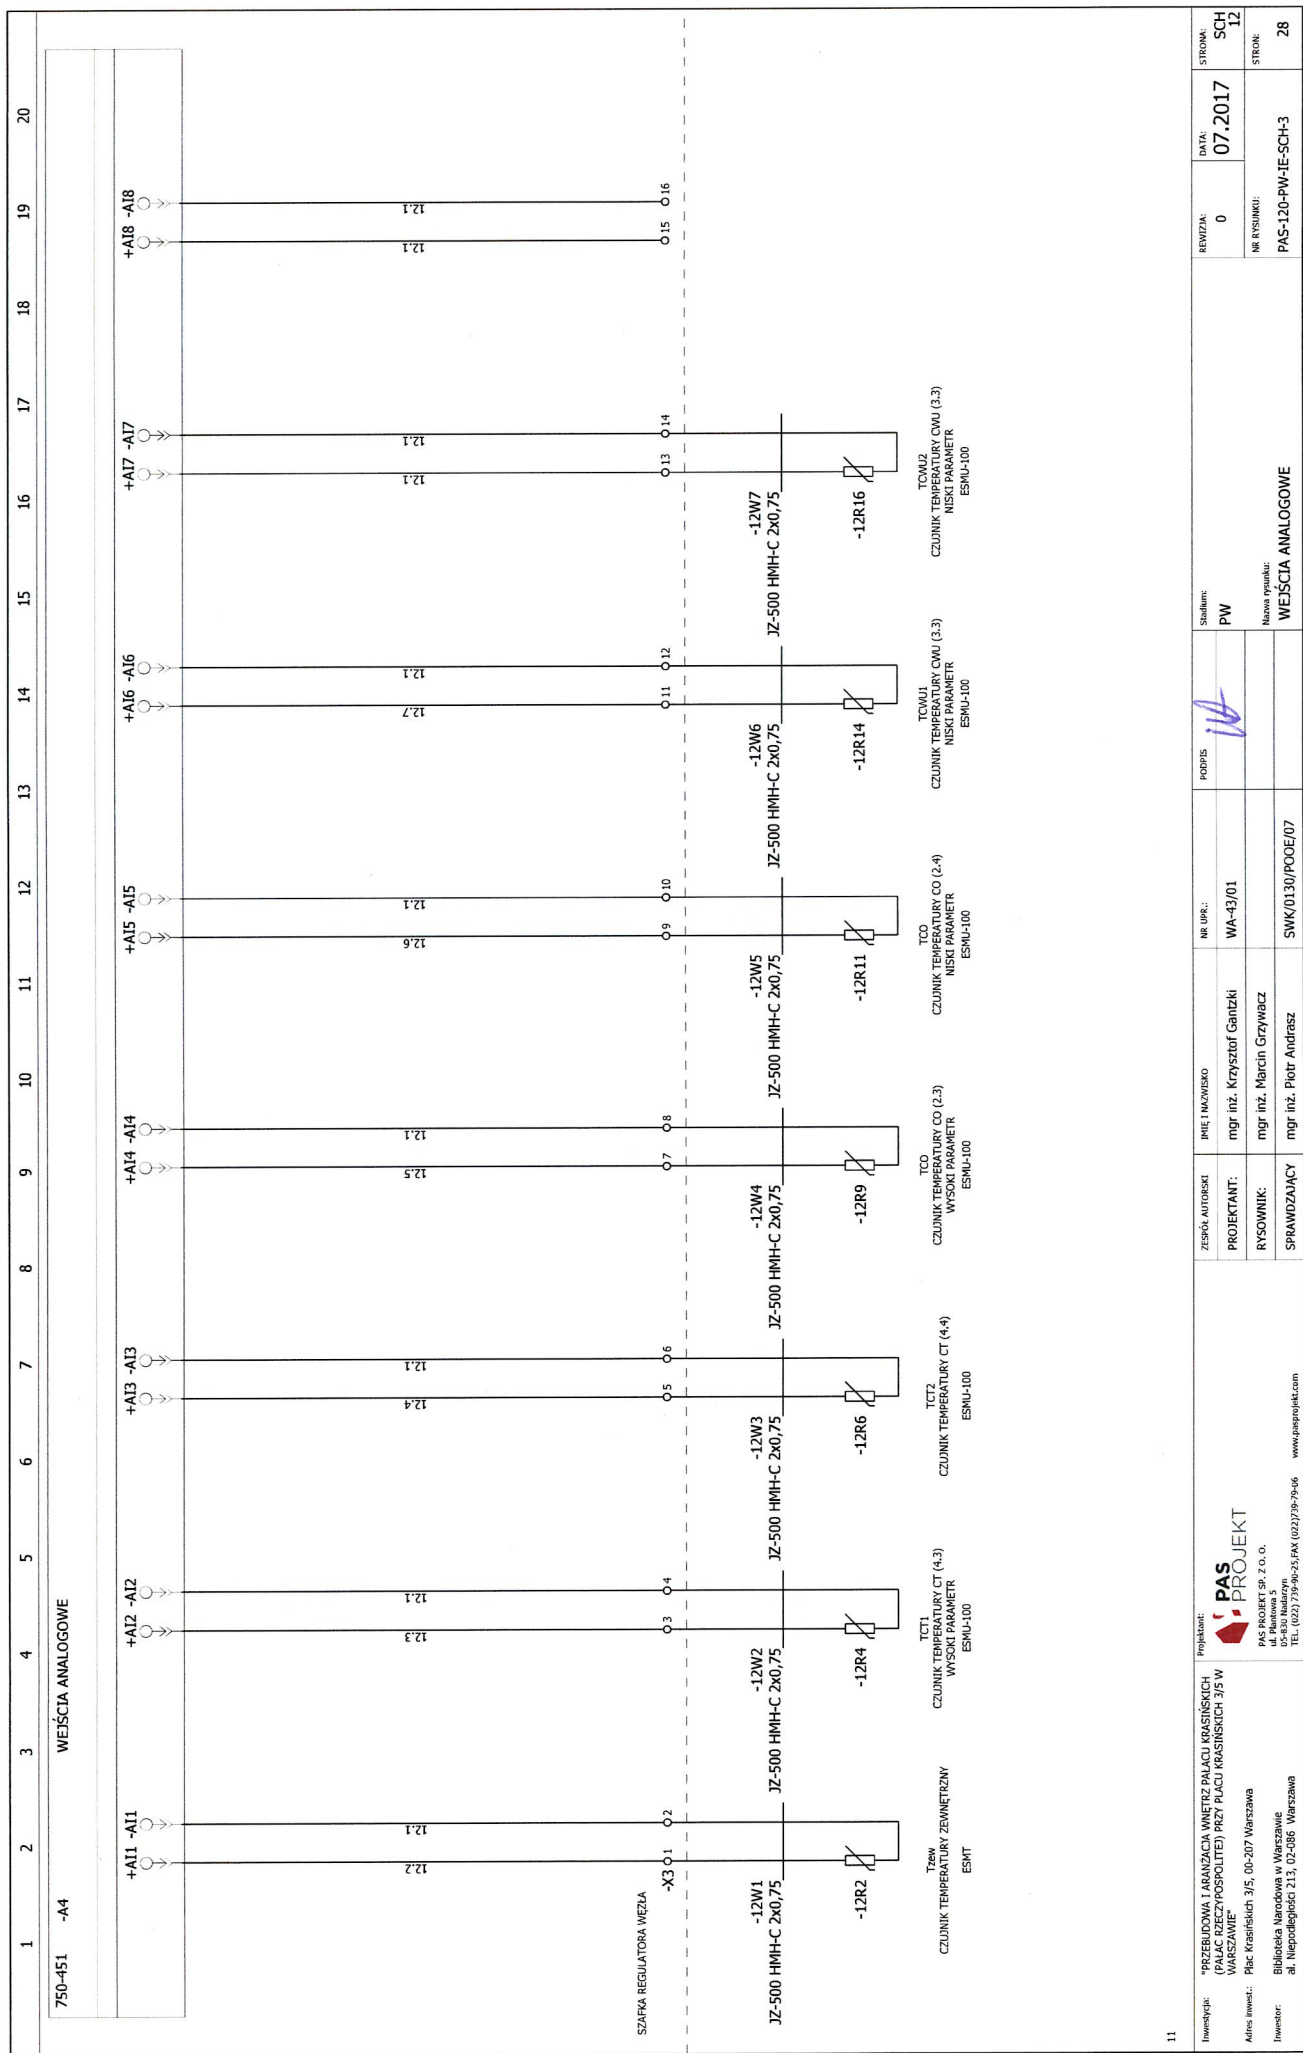 1 2 3 4 5 6 7 8 9 10 11 12 13 14 15 16 17 18 19 20
750-451 -A4 WEJŚCIA ANALOGOWE
+AI1 -AI1 +AI2 -AI2 +AI3 -AI3 +AI4 -AI4 +AI5 -AI5 +AI6 -AI6 +AI7 -AI7 +AI8 -AI8
12.2 12.1 12.3 12.1 12.4 12.1 12.5 12.1 12.6 12.1 12.7 12.1 12.1 12.1 12.1 12.1
SZAFKA REGULATORA WĘZŁA
-X3 1 2 3 4 5 6 7 8 9 10 11 12 13 14 15 16
-12W1 -12W2 -12W3 -12W4 -12W5 -12W6 -12W7
JZ-500 HMH-C 2x0,75 JZ-500 HMH-C 2x0,75 JZ-500 HMH-C 2x0,75 JZ-500 HMH-C 2x0,75 JZ-500 HMH-C 2x0,75 JZ-500 HMH-C 2x0,75 JZ-500 HMH-C 2x0,75
-12R2 -12R4 -12R6 -12R9 -12R11 -12R14 -12R16
Tzew
CZUJNIK TEMPERATURY ZEWNĘTRZNY
ESMT
TCT1
CZUJNIK TEMPERATURY CT (4.3)
WYSOKI PARAMETR
ESMU-100
TCT2
CZUJNIK TEMPERATURY CT (4.4)
ESMU-100
TCO
CZUJNIK TEMPERATURY CO (2.3)
WYSOKI PARAMETR
ESMU-100
TCO
CZUJNIK TEMPERATURY CO (2.4)
NISKI PARAMETR
ESMU-100
TCWU1
CZUJNIK TEMPERATURY CWU (3.3)
NISKI PARAMETR
ESMU-100
TCWU2
CZUJNIK TEMPERATURY CWU (3.3)
NISKI PARAMETR
ESMU-100
11
Inwestycja: "PRZEBUDOWA I ARANŻACJA WNĘTRZ PAŁACU KRASIŃSKICH
(PAŁAC RZECZYPOSPOLITEJ) PRZY PLACU KRASIŃSKICH 3/5 W
WARSZAWIE"
Adres inwest.: Plac Krasińskich 3/5, 00-207 Warszawa
Inwestor: Biblioteka Narodowa w Warszawie
al. Niepodległości 213, 02-086 Warszawa
Projektant:
PAS
PROJEKT
PAS PROJEKT SP. Z O. O.
ul. Plantowa 5
05-830 Nadarzyn
TEL. (022) 739-90-25,FAX (022)739-79-06 www.pasprojekt.com
ZESPÓŁ AUTORSKI IMIĘ I NAZWISKO NR UPR.: PODPIS
PROJEKTANT: mgr inż. Krzysztof Gantzki WA-43/01
RYSOWNIK: mgr inż. Marcin Grzywacz
SPRAWDZAJĄCY mgr inż. Piotr Andrasz SWK/0130/POOE/07
Stadium:
PW
Nazwa rysunku:
WEJŚCIA ANALOGOWE
REWIZJA:
0
DATA:
07.2017
STRONA:
SCH
12
NR RYSUNKU:
PAS-120-PW-IE-SCH-3
STRON:
28